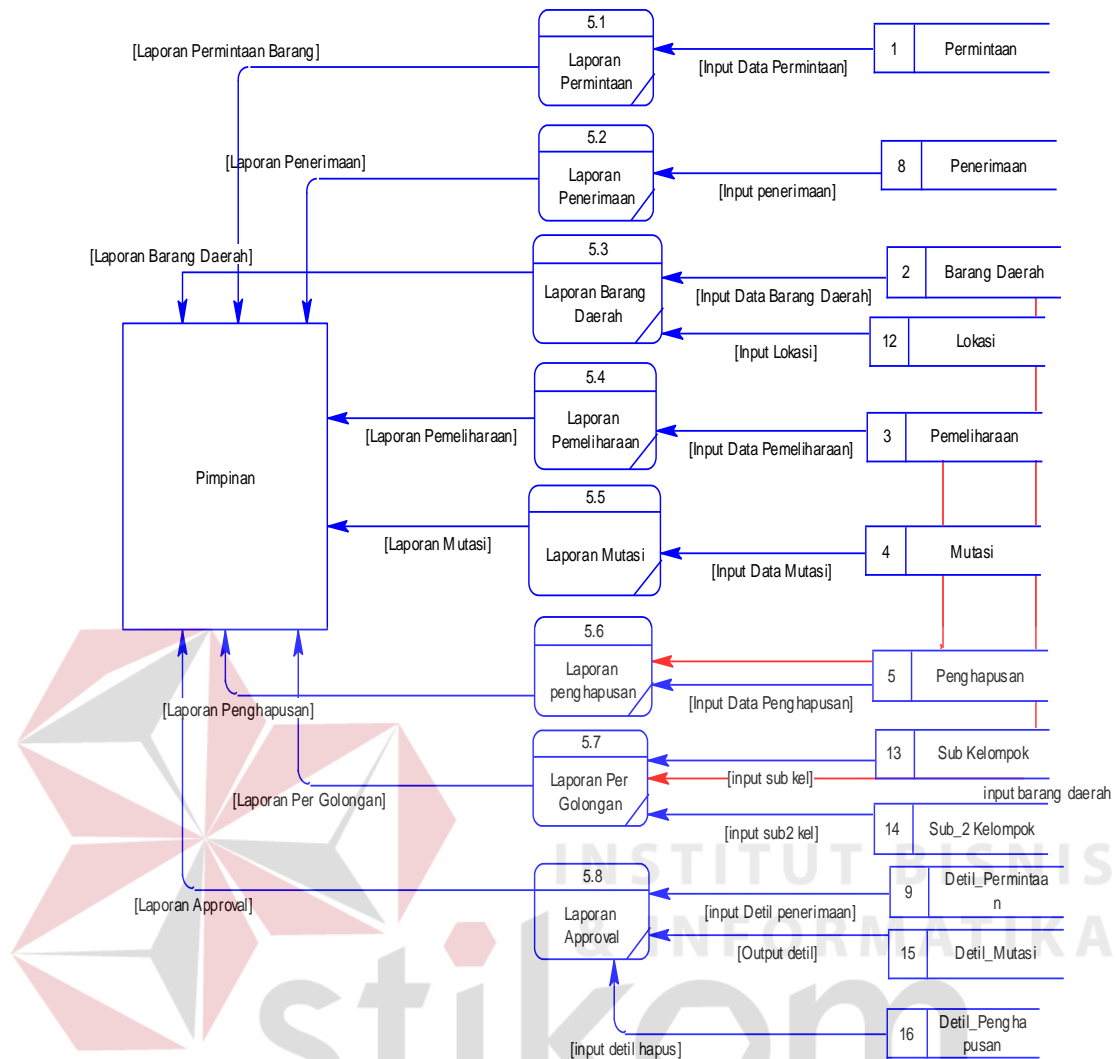 5.1
Laporan
Permintaan
[Laporan Permintaan Barang]
[Input Data Permintaan]
1
Permintaan
5.2
Laporan
Penerimaan
[Laporan Penerimaan]
[Input penerimaan]
8
Penerimaan
5.3
Laporan Barang
Daerah
[Laporan Barang Daerah]
[Input Data Barang Daerah]
2
Barang Daerah
[Input Lokasi]
12
Lokasi
5.4
Laporan
Pemeliharaan
[Laporan Pemeliharaan]
[Input Data Pemeliharaan]
3
Pemeliharaan
Pimpinan
5.5
Laporan Mutasi
[Laporan Mutasi]
[Input Data Mutasi]
4
Mutasi
5.6
Laporan
penghapusan
[Laporan Penghapusan]
[Input Data Penghapusan]
5
Penghapusan
5.7
Laporan Per
Golongan
[Laporan Per Golongan]
[input sub kel]
13
Sub Kelompok
input barang daerah
[input sub2 kel]
14
Sub_2 Kelompok
5.8
Laporan
Approval
[Laporan Approval]
[input Detil penerimaan]
9
Detil_Permintaa
n
[Output detil]
15
Detil_Mutasi
[input detil hapus]
16
Detil_Pengha
pusan
INSTITUT BISNIS
& INFORMATIKA
stikom